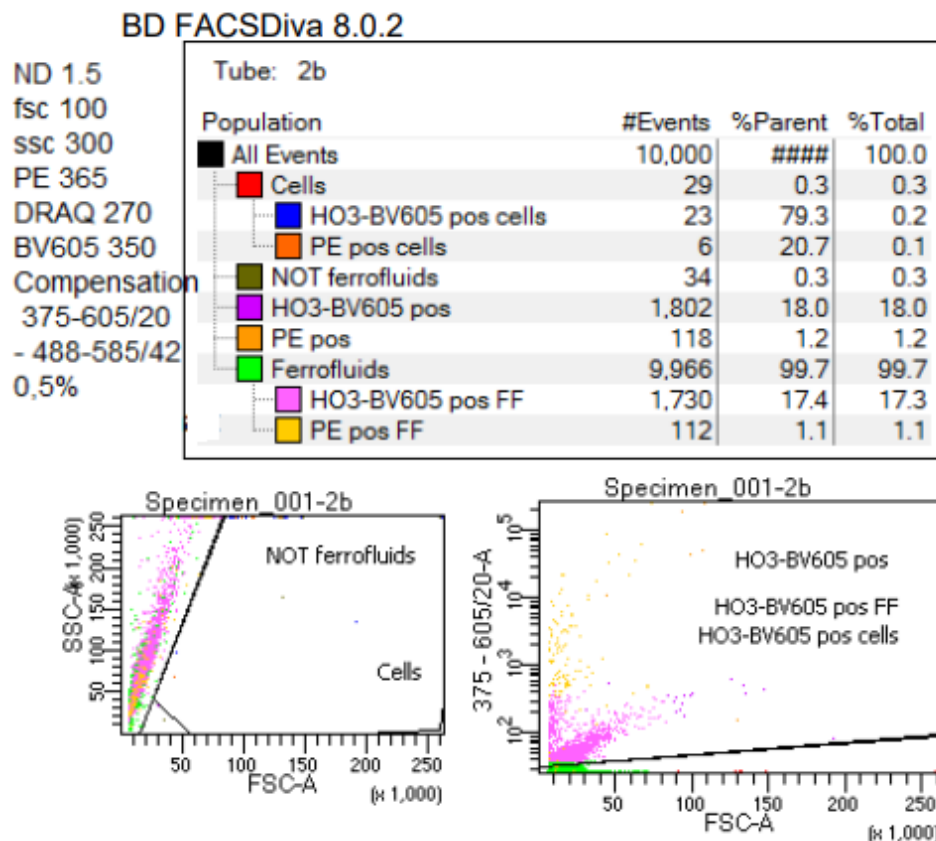 BD FACSDiva 8.0.2
ND 1.5
fsc 100
ssc 300
PE 365
DRAQ 270
BV605 350
Compensation
375-605/20
- 488-585/42
0,5%
Tube: 2b
Population #Events %Parent %Total
All Events 10,000 #### 100.0
Cells 29 0.3 0.3
HO3-BV605 pos cells 23 79.3 0.2
PE pos cells 6 20.7 0.1
NOT ferrofluids 34 0.3 0.3
HO3-BV605 pos 1,802 18.0 18.0
PE pos 118 1.2 1.2
Ferrofluids 9,966 99.7 99.7
HO3-BV605 pos FF 1,730 17.4 17.3
PE pos FF 112 1.1 1.1
Specimen_001-2b
SSC-A
(x 1,000)
250
200
150
100
50
NOT ferrofluids
Cells
50 100 150 200 250
FSC-A
(x 1,000)
Specimen_001-2b
375 - 605/20-A
10^5
10^4
10^3
10^2
HO3-BV605 pos
HO3-BV605 pos FF
HO3-BV605 pos cells
50 100 150 200 250
FSC-A
(x 1,000)